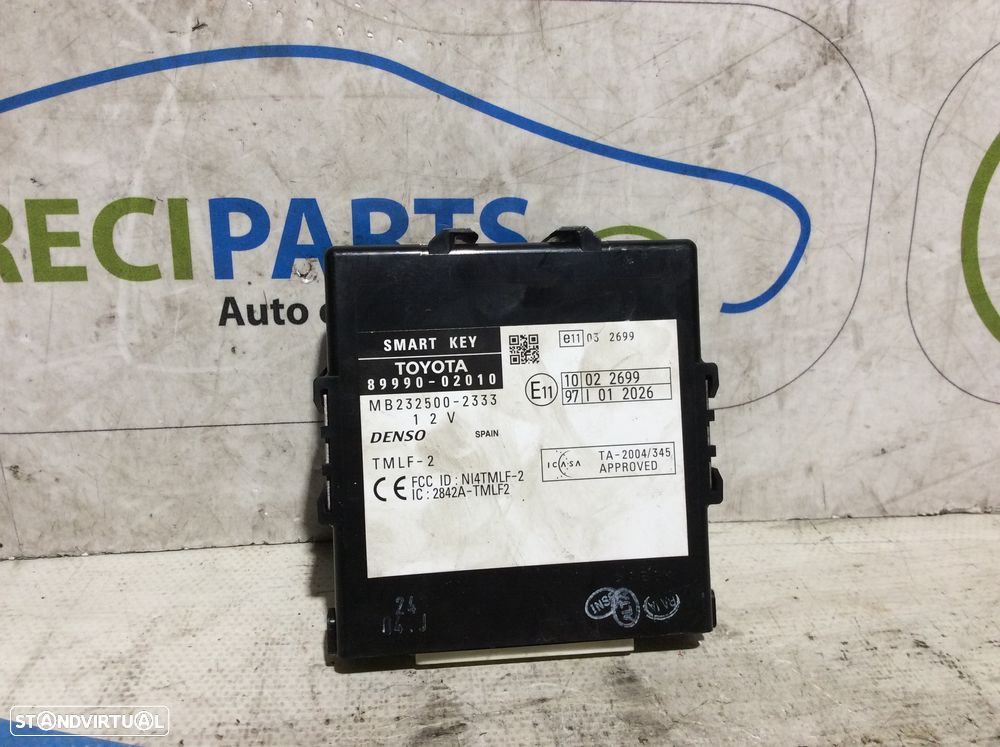 RECIPARTS
Auto
SMART KEY
TOYOTA
89990-02010
MB232500-2333
12V
DENSO SPAIN
TMLF-2
CE FCC ID : NI4TMLF-2
IC : 2842A-TMLF2
e11 03 2699
E11 10 02 2699
97 I 01 2026
ICASA TA-2004/345
APPROVED
24
STANDVIRTUAL